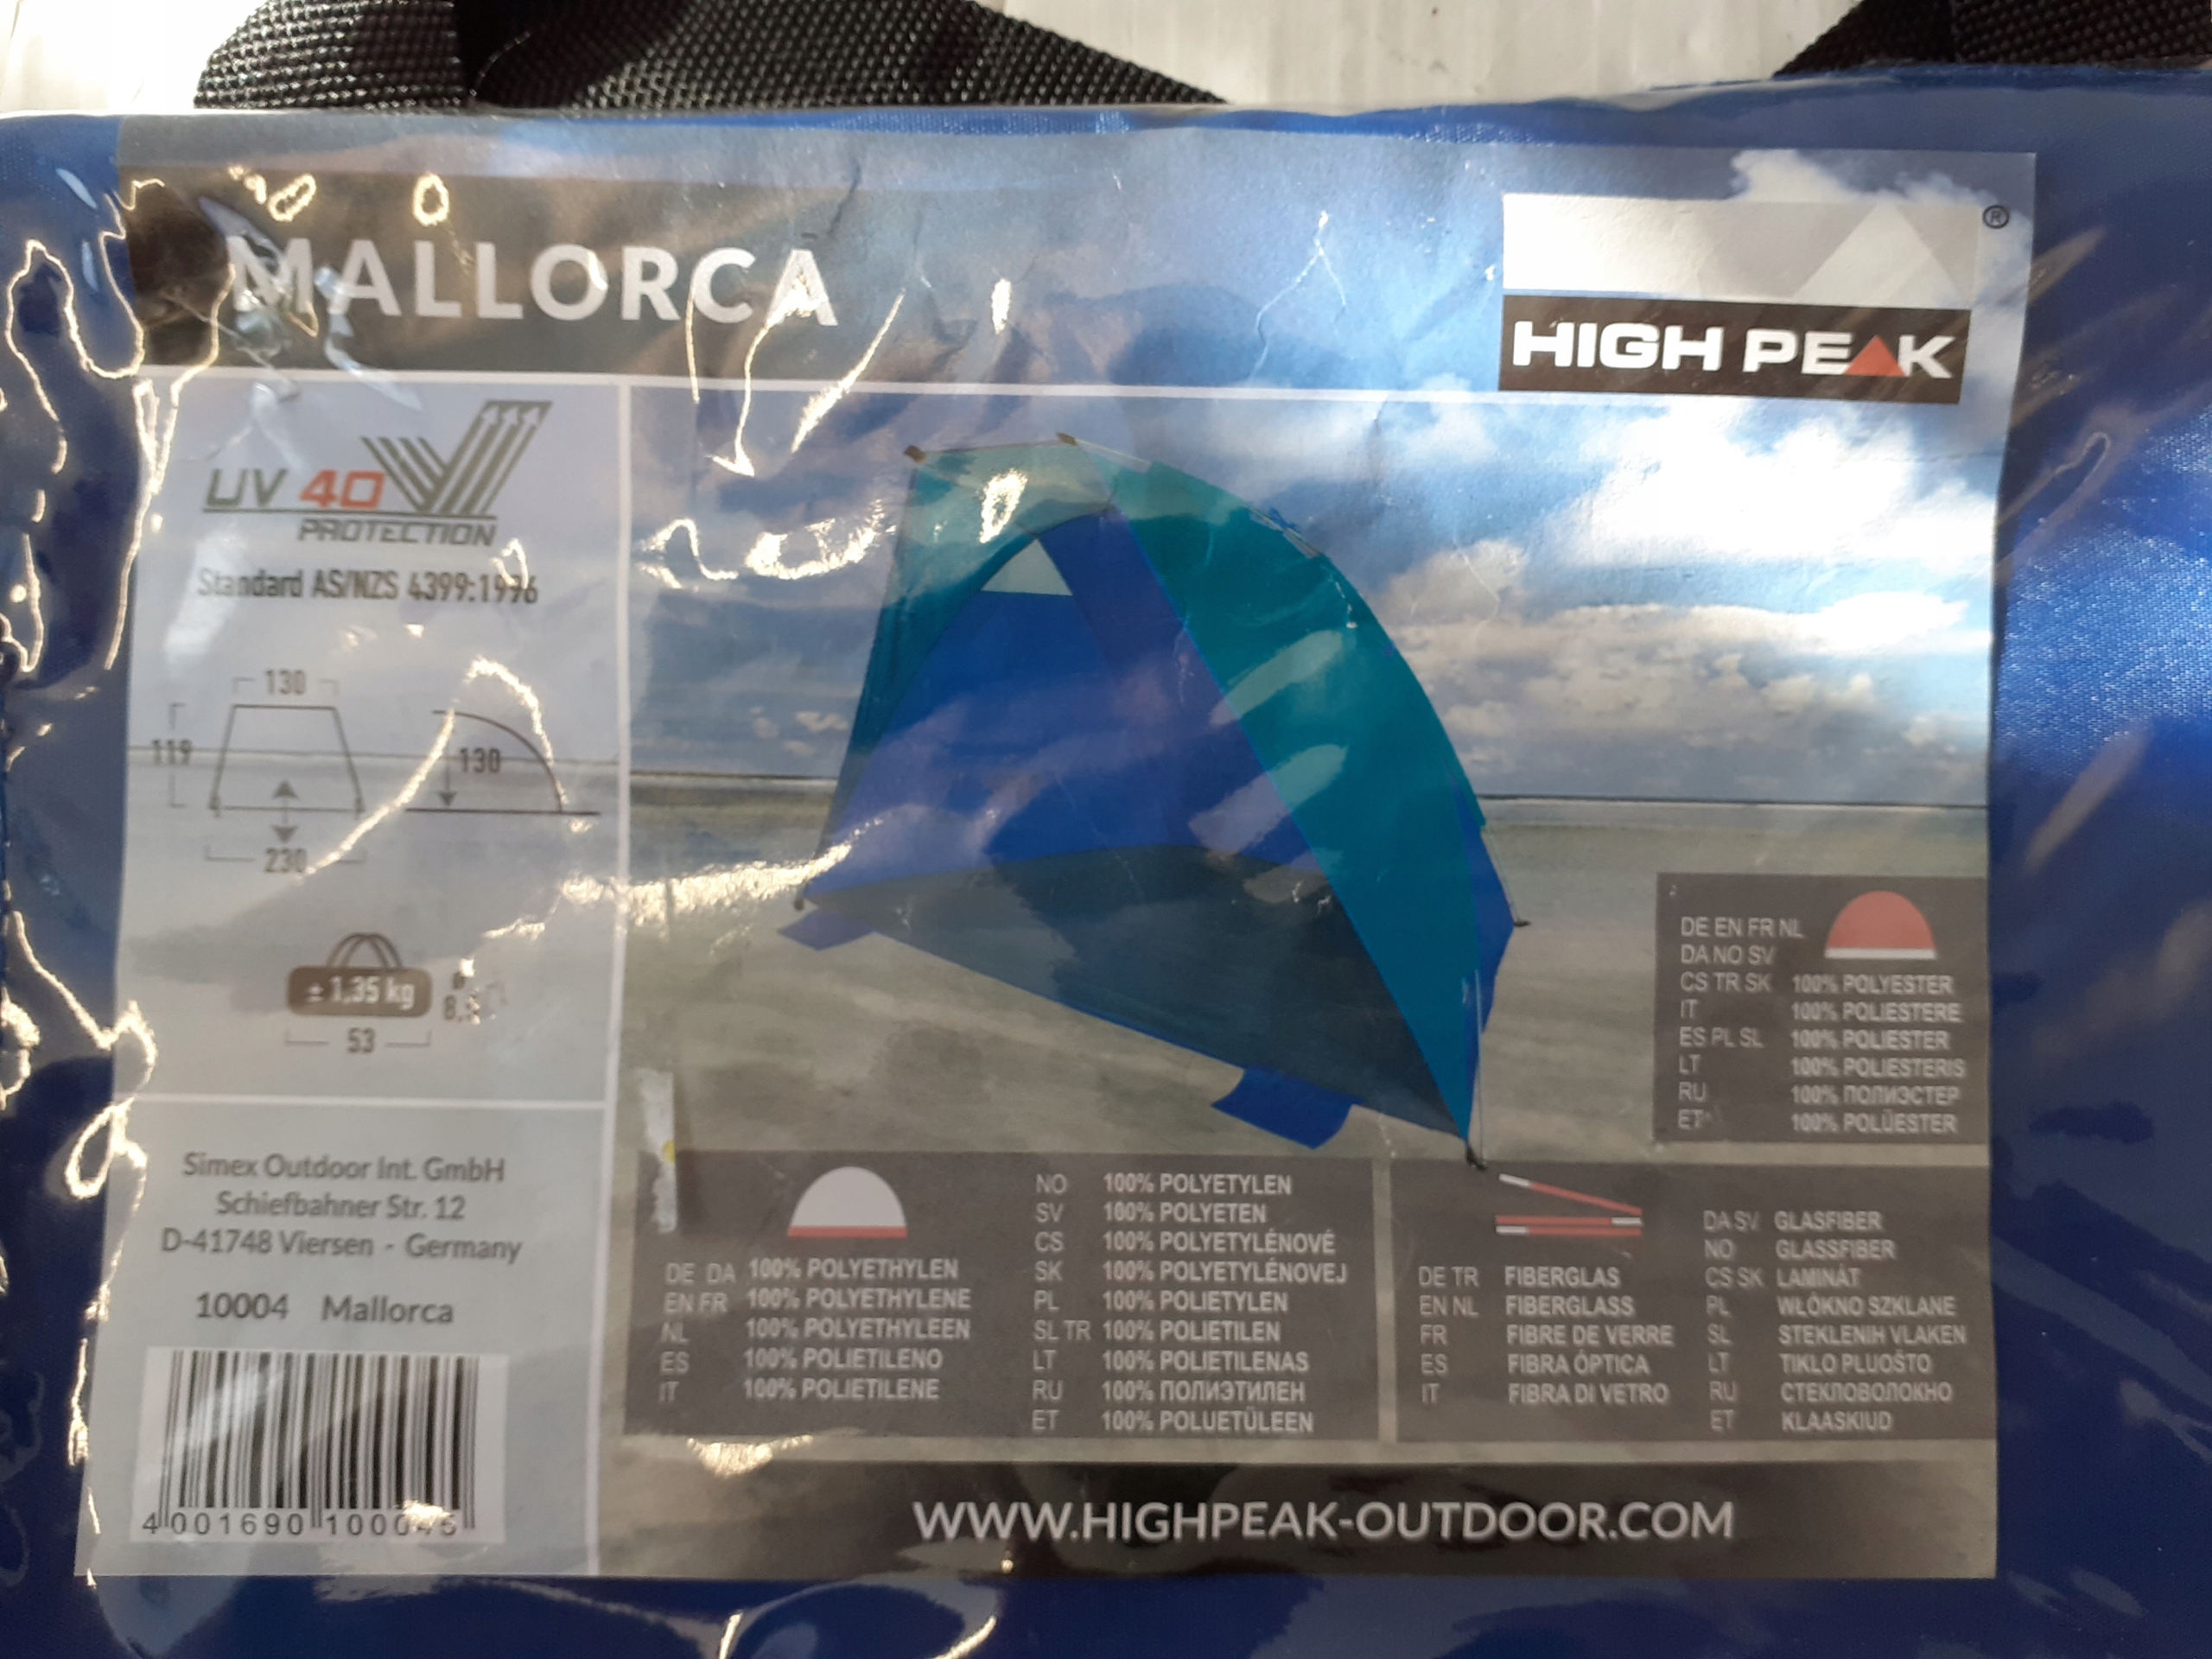 MALLORCA
®
HIGH PEAK
UV 40
PROTECTION
Standard AS/NZS 4399:1996
130
119
130
230
± 1,35 kg
ø
53
Simex Outdoor Int. GmbH
Schiefbahner Str. 12
D-41748 Viersen - Germany
10004 Mallorca
4 001690 100045
DE EN FR NL
DA NO SV
CS TR SK 100% POLYESTER
IT 100% POLIESTERE
ES PL SL 100% POLIESTER
LT 100% POLIESTERIS
RU 100% ПОЛИЭСТЕР
ET 100% POLÜESTER
DE DA 100% POLYETHYLEN
EN FR 100% POLYETHYLENE
NL 100% POLYETHYLEEN
ES 100% POLIETILENO
IT 100% POLIETILENE
NO 100% POLYETYLEN
SV 100% POLYETEN
CS 100% POLYETYLÉNOVÉ
SK 100% POLYETYLÉNOVEJ
PL 100% POLIETYLEN
SL TR 100% POLIETILEN
LT 100% POLIETILENAS
RU 100% ПОЛИЭТИЛЕН
ET 100% POLUETÜLEEN
DE TR FIBERGLAS
EN NL FIBERGLASS
FR FIBRE DE VERRE
ES FIBRA ÓPTICA
IT FIBRA DI VETRO
DA SV GLASFIBER
NO GLASSFIBER
CS SK LAMINÁT
PL WŁÓKNO SZKLANE
SL STEKLENIH VLAKEN
LT TIKLO PLUOŠTO
RU СТЕКЛОВОЛОКНО
ET KLAASKIUD
WWW.HIGHPEAK-OUTDOOR.COM